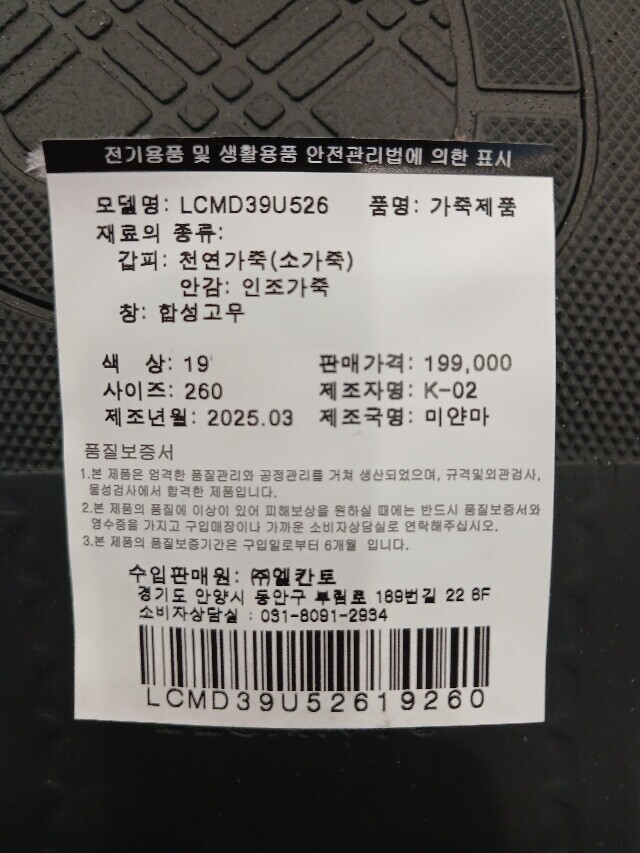 전기용품 및 생활용품 안전관리법에 의한 표시
모델명: LCMD39U526 품명: 가죽제품
재료의 종류:
갑피: 천연가죽(소가죽)
안감: 인조가죽
창: 합성고무
색 상: 19 판매가격: 199,000
사이즈: 260 제조자명: K-02
제조년월: 2025.03 제조국명: 미얀마
품질보증서
1.본 제품은 엄격한 품질관리와 공정관리를 거쳐 생산되었으며, 규격및외관검사,
물성검사에서 합격한 제품입니다.
2.본 제품의 품질에 이상이 있어 피해보상을 원하실 때에는 반드시 품질보증서와
영수증을 가지고 구입매장이나 가까운 소비자상담실로 연락해주십시오.
3.본 제품의 품질보증기간은 구입일로부터 6개월 입니다.
수입판매원: ㈜엘칸토
경기도 안양시 동안구 부림로 169번길 22 6F
소비자상담실 : 031-8091-2934
LCMD39U52619260